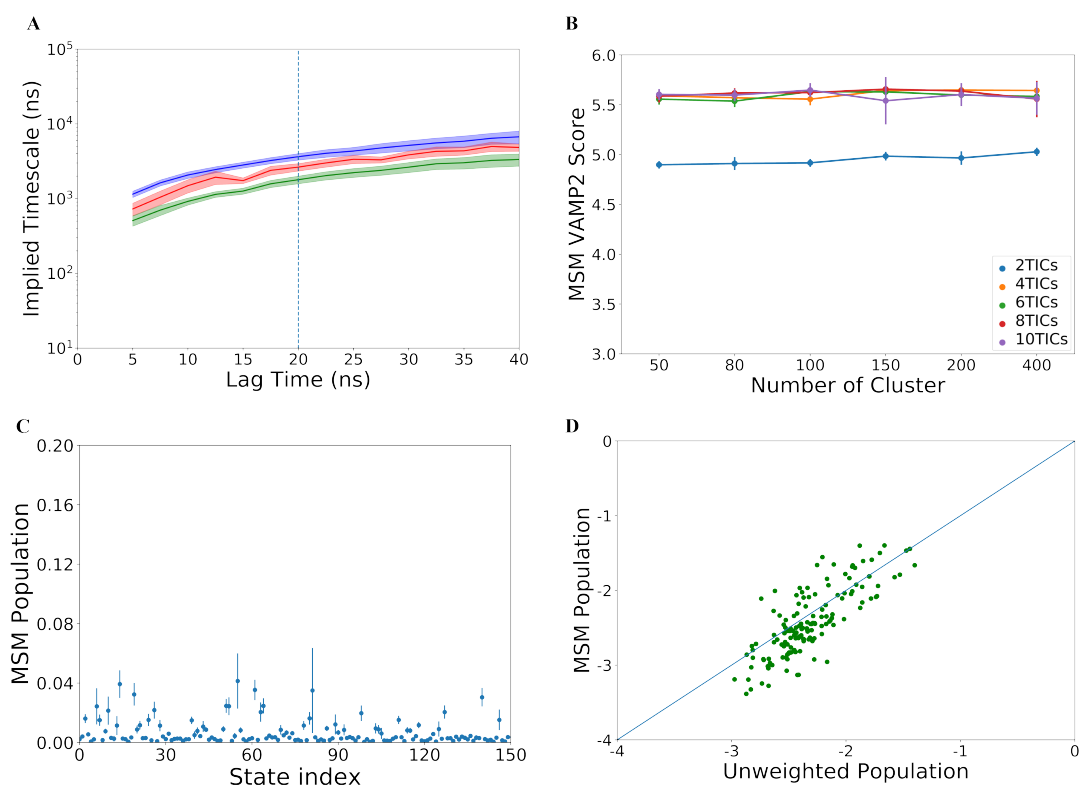 A
10^5
10^4
10^3
10^2
10^1
Implied Timescale (ns)
0 5 10 15 20 25 30 35 40
Lag Time (ns)
B
6.0
5.5
5.0
4.5
4.0
3.5
3.0
MSM VAMP2 Score
2TICs
4TICs
6TICs
8TICs
10TICs
50 80 100 150 200 400
Number of Cluster
C
0.20
0.16
0.12
0.08
0.04
0.00
MSM Population
0 30 60 90 120 150
State index
D
0
-1
-2
-3
-4
MSM Population
-4 -3 -2 -1 0
Unweighted Population